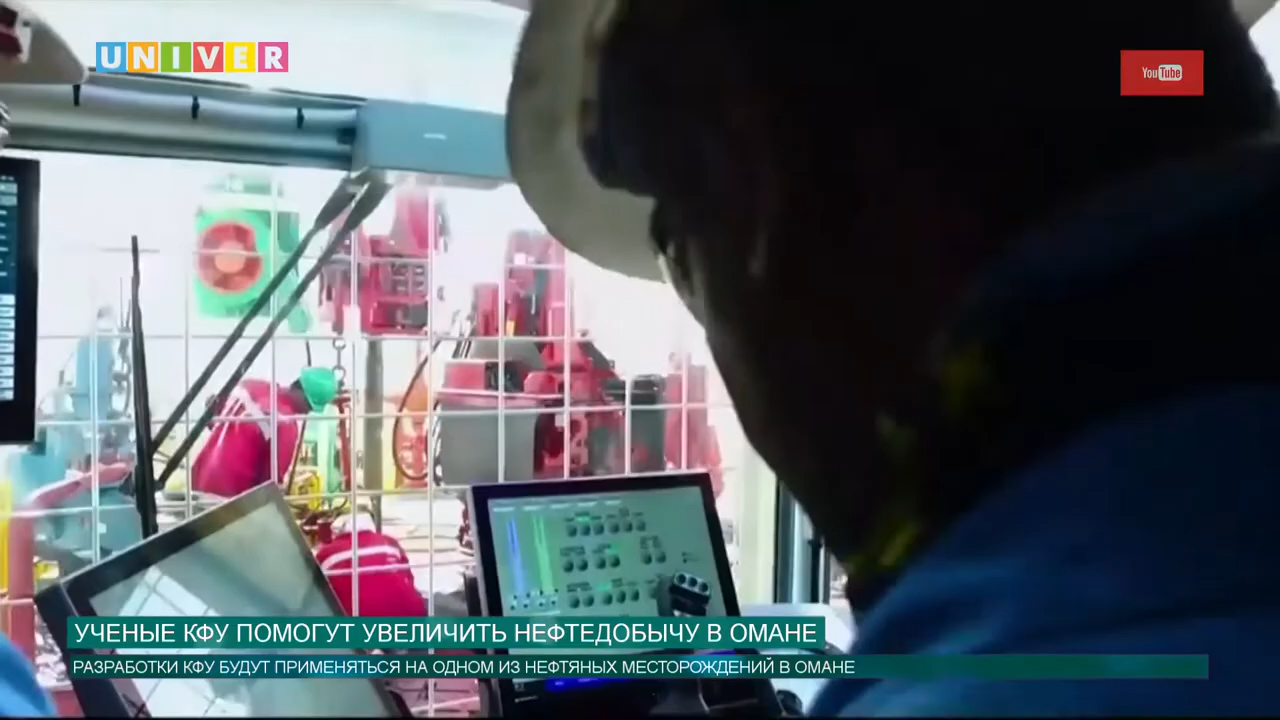 UNIVER
YouTube
УЧЕНЫЕ КФУ ПОМОГУТ УВЕЛИЧИТЬ НЕФТЕДОБЫЧУ В ОМАНЕ
РАЗРАБОТКИ КФУ БУДУТ ПРИМЕНЯТЬСЯ НА ОДНОМ ИЗ НЕФТЯНЫХ МЕСТОРОЖДЕНИЙ В ОМАНЕ